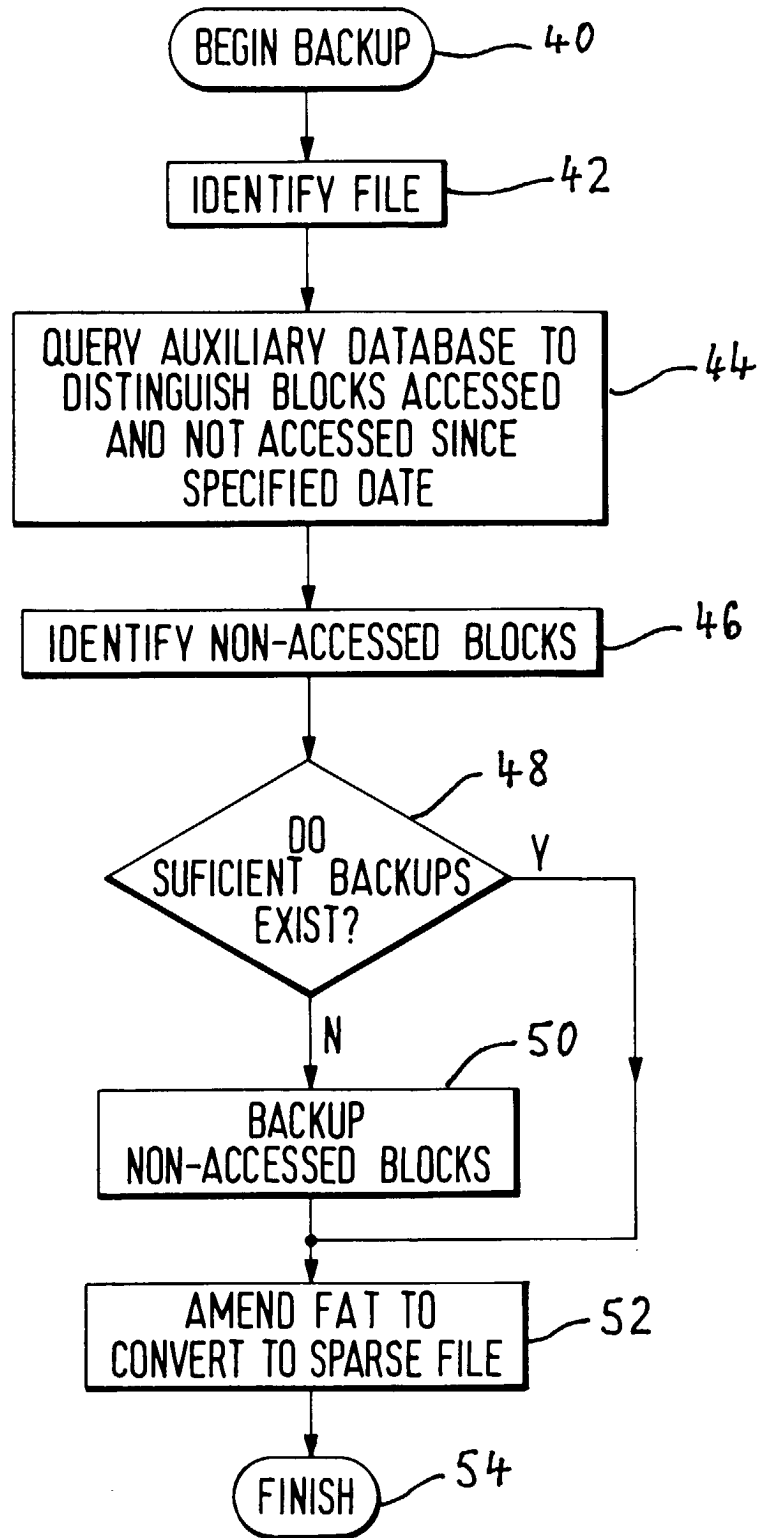 BEGIN BACKUP
40
IDENTIFY FILE
42
QUERY AUXILIARY DATABASE TO
DISTINGUISH BLOCKS ACCESSED
AND NOT ACCESSED SINCE
SPECIFIED DATE
44
IDENTIFY NON-ACCESSED BLOCKS
46
48
DO
SUFICIENT BACKUPS
EXIST?
Y
N
50
BACKUP
NON-ACCESSED BLOCKS
AMEND FAT TO
CONVERT TO SPARSE FILE
52
FINISH
54